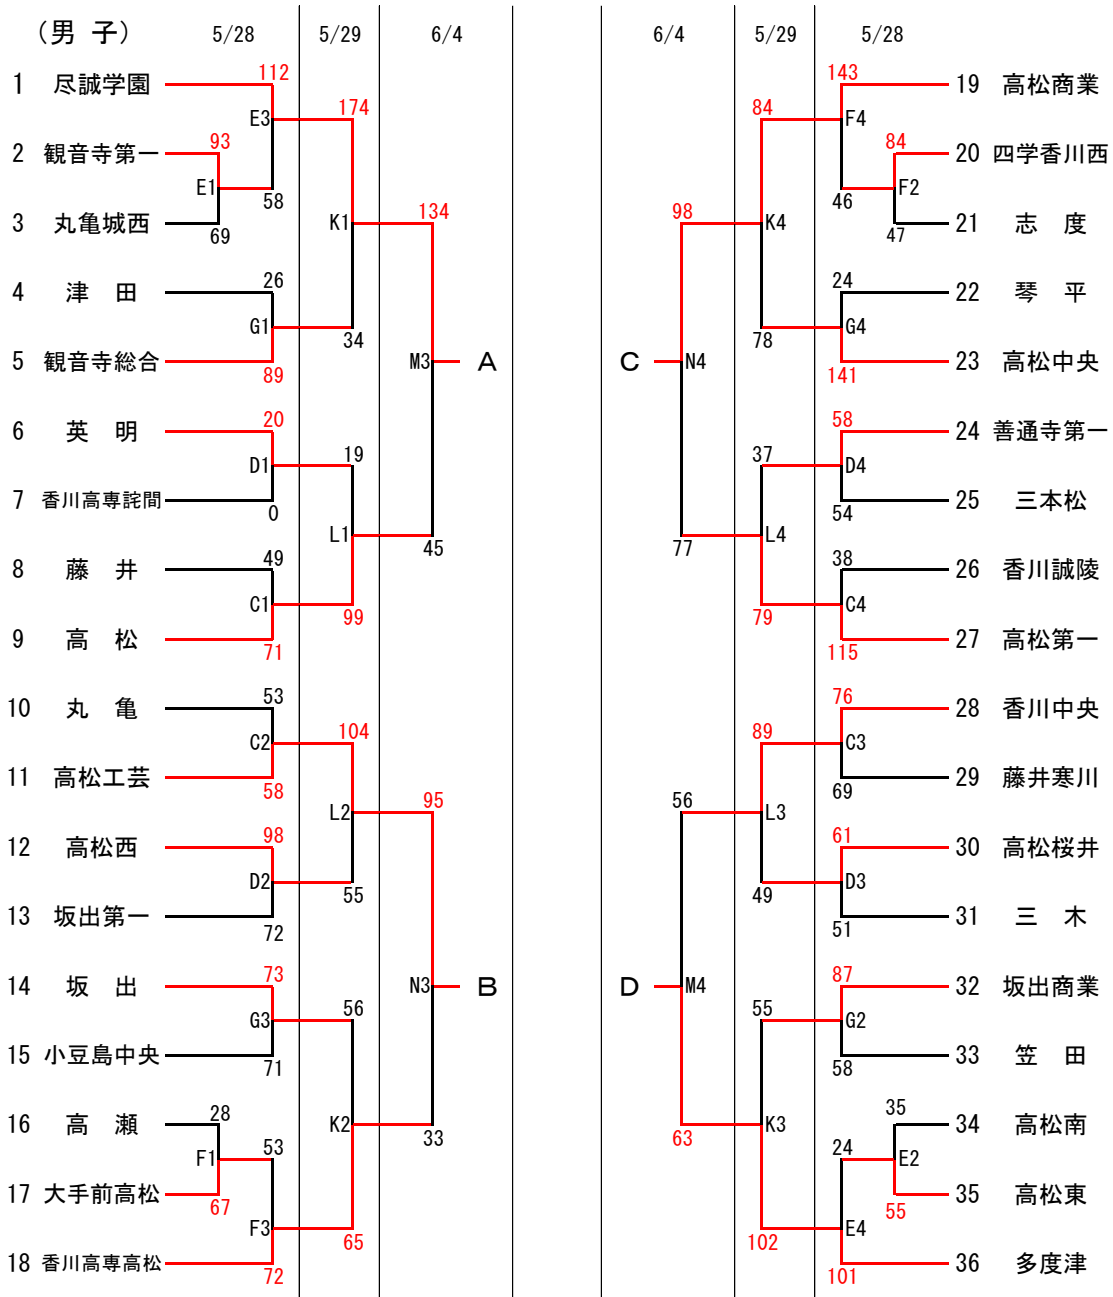 (男 子) 5/28 5/29 6/4 6/4 5/29 5/28
112 143
1 尽誠学園 19 高松商業
174 84
E3 F4
93 84
2 観音寺第一 20 四学香川西
E1 F2
58 46
134 98
3 丸亀城西 K1 K4 21 志 度
69 47
26 24
4 津 田 22 琴 平
G1 G4
34 78
5 観音寺総合 M3 A C N4 23 高松中央
89 141
20 58
6 英 明 24 善通寺第一
19 37
D1 D4
7 香川高専詫間 25 三本松
0 54
L1 L4
45 77
49 38
8 藤 井 26 香川誠陵
C1 C4
99 79
9 高 松 27 高松第一
71 115
53 76
10 丸 亀 28 香川中央
104 89
C2 C3
11 高松工芸 29 藤井寒川
58 69
95 56
L2 L3
98 61
12 高松西 30 高松桜井
D2 D3
55 49
13 坂出第一 31 三 木
72 51
73 87
14 坂 出 N3 B D M4 32 坂出商業
56 55
G3 G2
15 小豆島中央 33 笠 田
71 58
28 35
16 高 瀬 K2 K3 34 高松南
33 63
53 24
F1 E2
17 大手前高松 35 高松東
67 55
F3 E4
65 102
18 香川高専高松 36 多度津
72 101